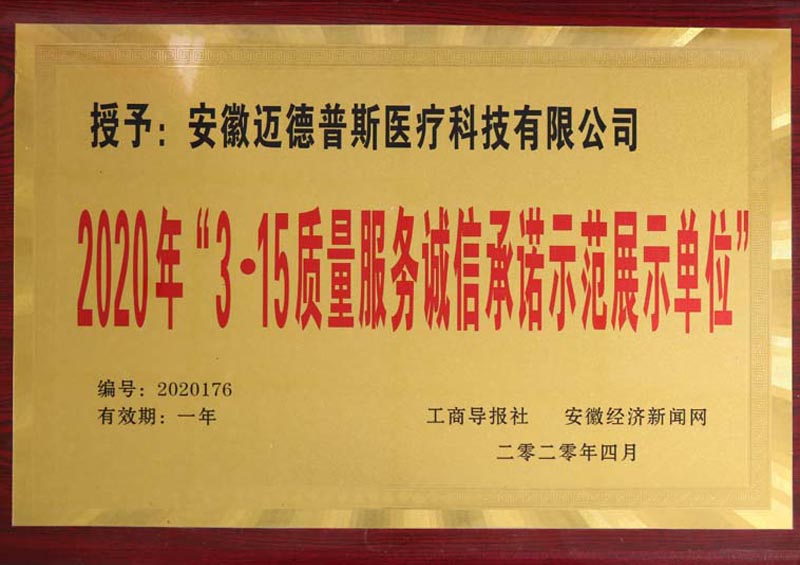 授予：安徽迈德普斯医疗科技有限公司
2020年“3·15质量服务诚信承诺示范展示单位”
编号：2020176
有效期：一年
工商导报社 安徽经济新闻网
二零二零年四月